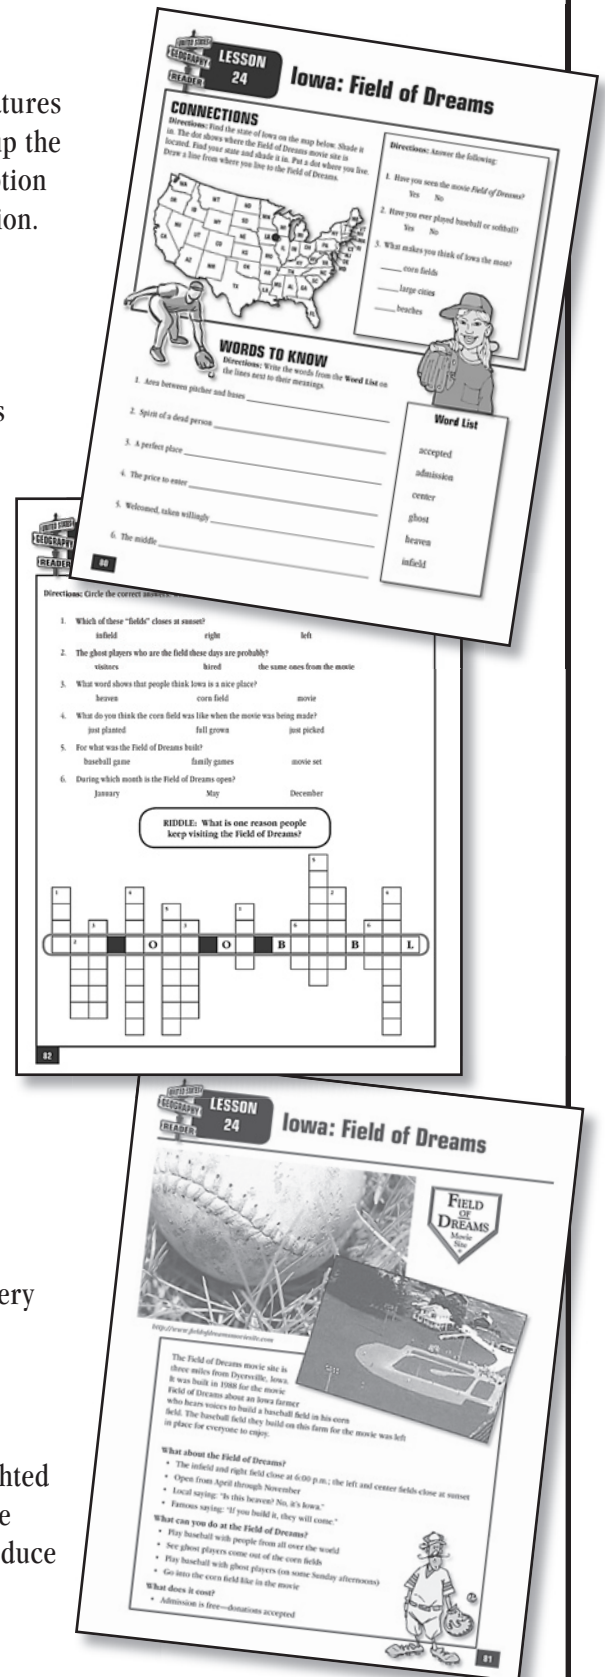 atures
up the
ption
ion.
s
ery
hted
e
duce
UNITED STATES
GEOGRAPHY
READER
LESSON
24
Iowa: Field of Dreams
CONNECTIONS
Directions: Find the state of Iowa on the map below. Shade it
in. The dot shows where the Field of Dreams movie site is
located. Find your state and shade it in. Put a dot where you live.
Draw a line from where you live to the Field of Dreams.
Directions: Answer the following:
1. Have you seen the movie Field of Dreams?
Yes No
2. Have you ever played baseball or softball?
Yes No
3. What makes you think of Iowa the most?
corn fields
large cities
beaches
WORDS TO KNOW
Directions: Write the words from the Word List on
the lines next to their meanings.
1. Area between pitcher and bases
2. Spirit of a dead person
3. A perfect place
4. The price to enter
5. Welcomed, taken willingly
6. The middle
Word List
accepted
admission
center
ghost
heaven
infield
80
UNITED STATES
GEOGRAPHY
READER
Directions: Circle the correct answers.
1. Which of these "fields" closes at sunset?
infield right left
2. The ghost players who are the field these days are probably?
visitors hired the same ones from the movie
3. What word shows that people think Iowa is a nice place?
heaven corn field movie
4. What do you think the corn field was like when the movie was being made?
just planted full grown just picked
5. For what was the Field of Dreams built?
baseball game family games movie set
6. During which month is the Field of Dreams open?
January May December
RIDDLE: What is one reason people
keep visiting the Field of Dreams?
O O B B L
82
UNITED STATES
GEOGRAPHY
READER
LESSON
24
Iowa: Field of Dreams
FIELD
OF
DREAMS
Movie
Site
http://www.fieldofdreamsmoviesite.com
The Field of Dreams movie site is
three miles from Dyersville, Iowa.
It was built in 1988 for the movie
Field of Dreams about an Iowa farmer
who hears voices to build a baseball field in his corn
field. The baseball field they build on this farm for the movie was left
in place for everyone to enjoy.
What about the Field of Dreams?
• The infield and right field close at 6:00 p.m.; the left and center fields close at sunset
• Open from April through November
• Local saying: "Is this heaven? No, it's Iowa."
• Famous saying: "If you build it, they will come."
What can you do at the Field of Dreams?
• Play baseball with people from all over the world
• See ghost players come out of the corn fields
• Play baseball with ghost players (on some Sunday afternoons)
• Go into the corn field like in the movie
What does it cost?
• Admission is free—donations accepted
81